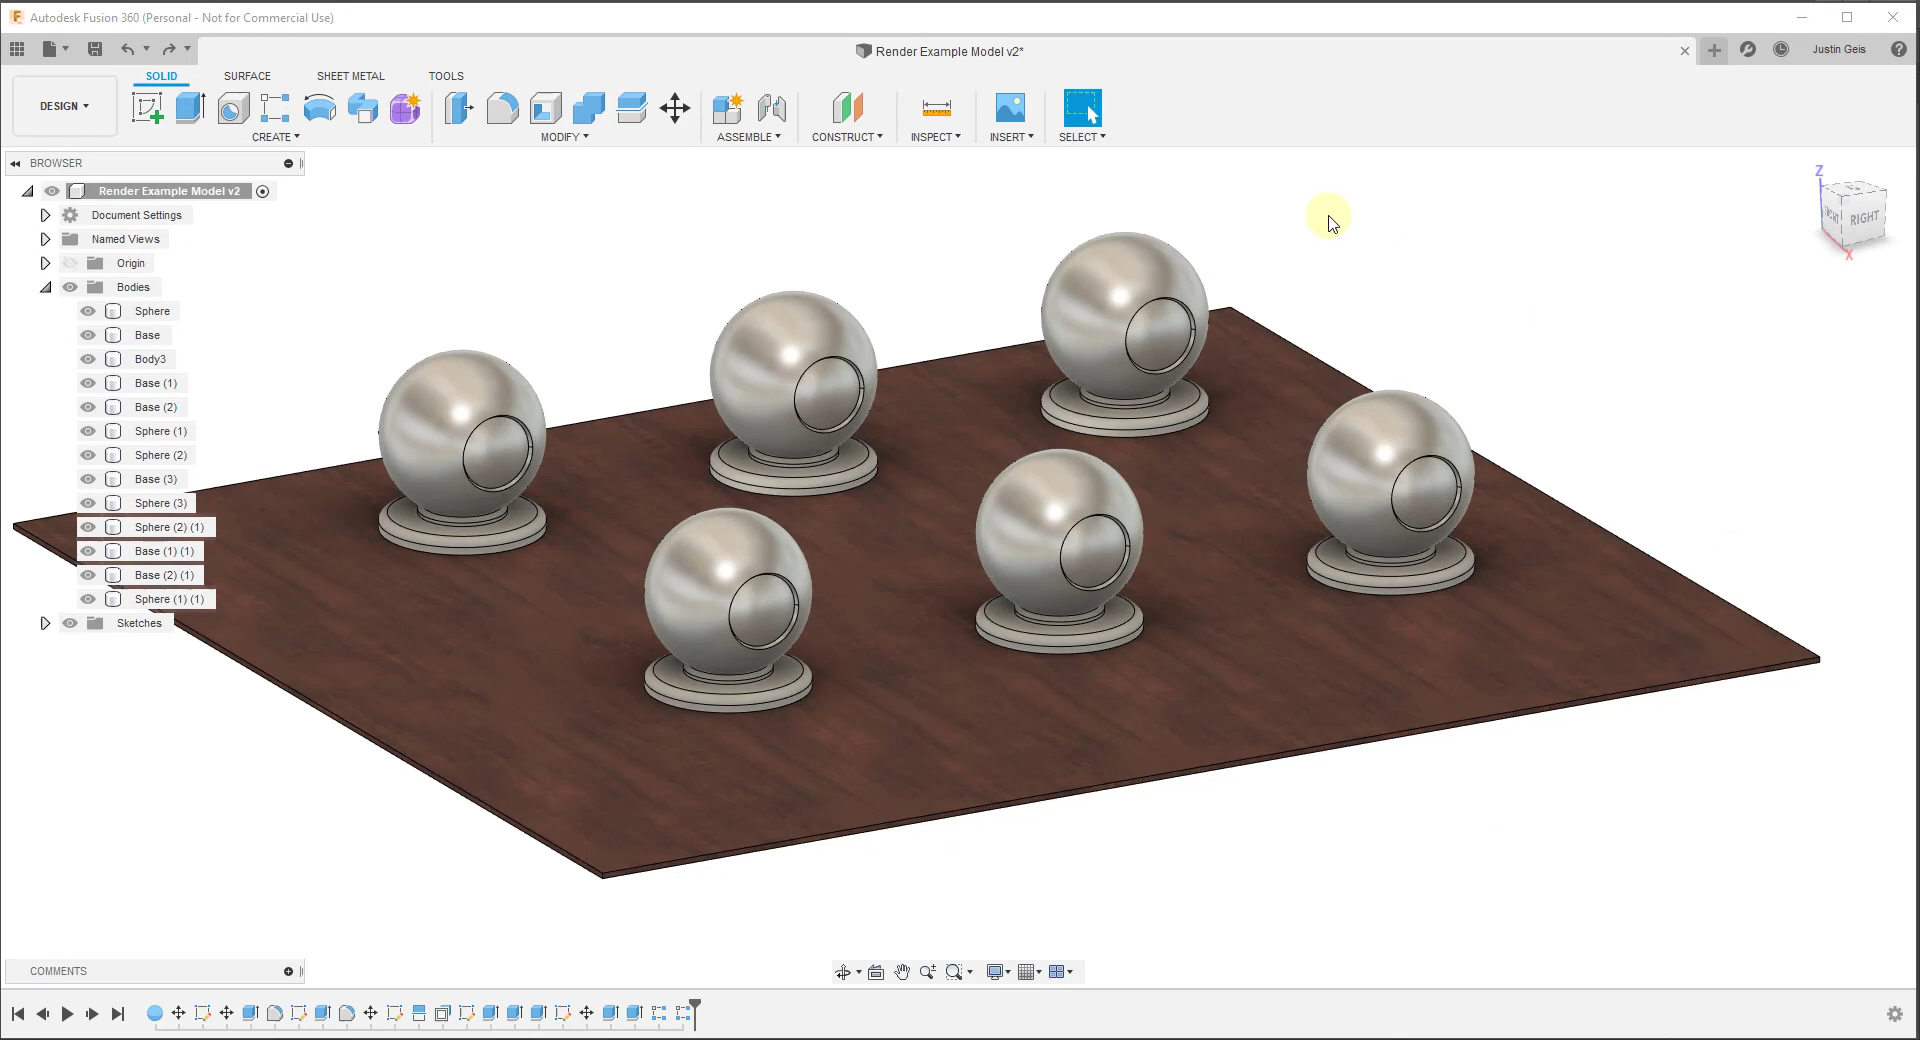 Autodesk Fusion 360 (Personal - Not for Commercial Use)
Render Example Model v2*
Justin Geis
DESIGN
SOLID
SURFACE
SHEET METAL
TOOLS
CREATE
MODIFY
ASSEMBLE
CONSTRUCT
INSPECT
INSERT
SELECT
BROWSER
Render Example Model v2
Document Settings
Named Views
Origin
Bodies
Sphere
Base
Body3
Base (1)
Base (2)
Sphere (1)
Sphere (2)
Base (3)
Sphere (3)
Sphere (2) (1)
Base (1) (1)
Base (2) (1)
Sphere (1) (1)
Sketches
Z
FRONT
RIGHT
X
COMMENTS